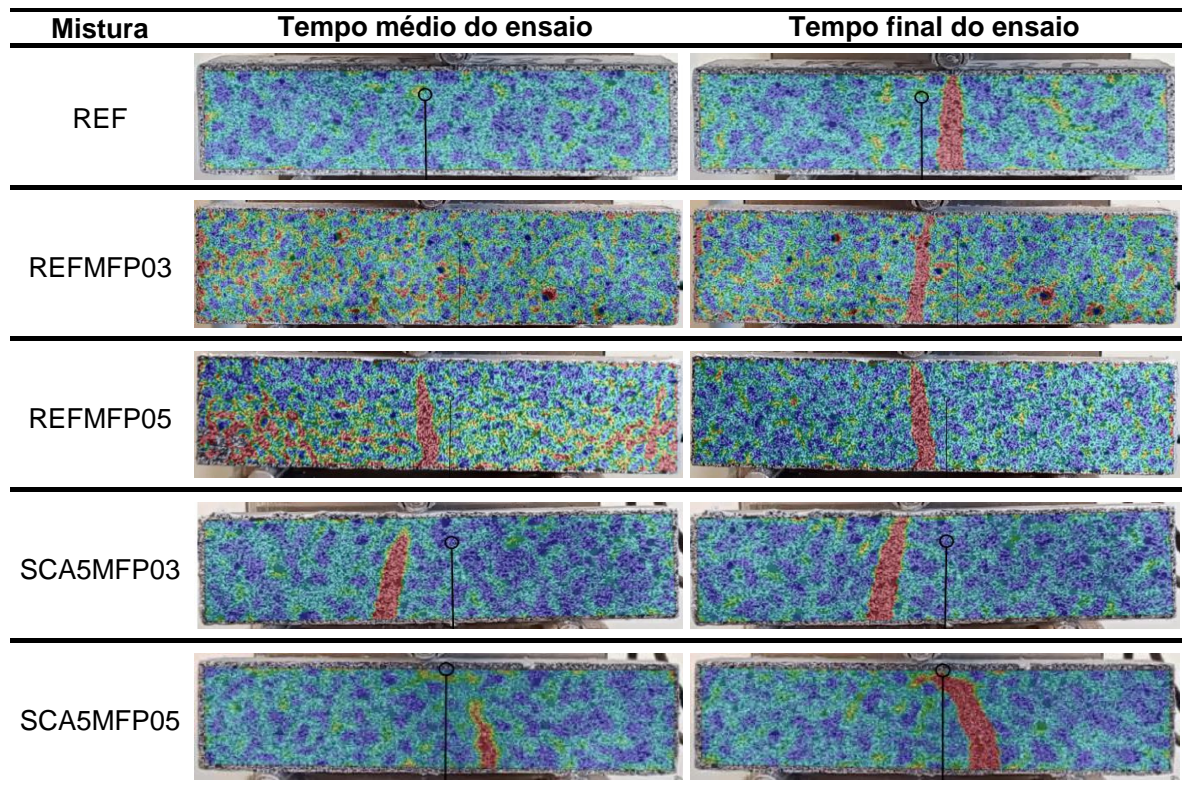 Mistura Tempo médio do ensaio Tempo final do ensaio
REF
REFMFP03
REFMFP05
SCA5MFP03
SCA5MFP05